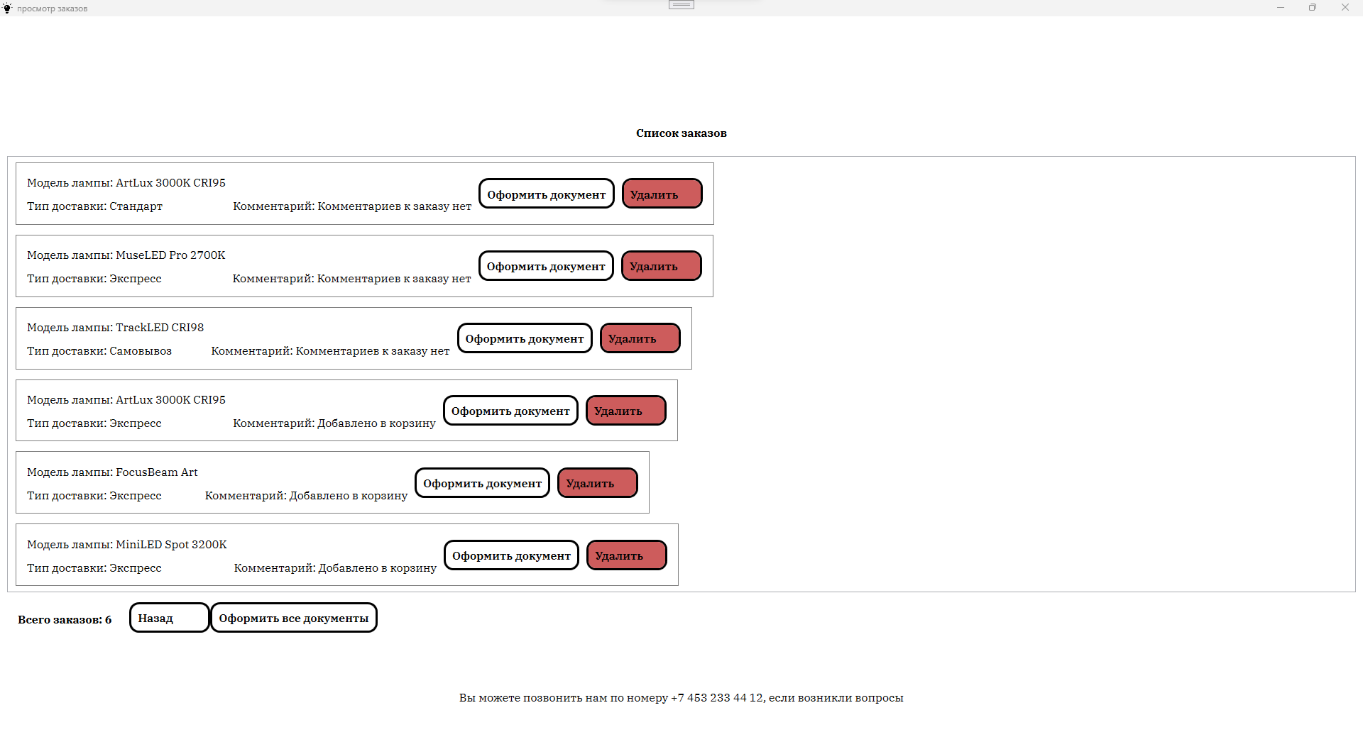 просмотр заказов
Список заказов
Модель лампы: ArtLux 3000K CRI95
Тип доставки: Стандарт Комментарий: Комментариев к заказу нет Оформить документ Удалить
Модель лампы: MuseLED Pro 2700K
Тип доставки: Экспресс Комментарий: Комментариев к заказу нет Оформить документ Удалить
Модель лампы: TrackLED CRI98
Тип доставки: Самовывоз Комментарий: Комментариев к заказу нет Оформить документ Удалить
Модель лампы: ArtLux 3000K CRI95
Тип доставки: Экспресс Комментарий: Добавлено в корзину Оформить документ Удалить
Модель лампы: FocusBeam Art
Тип доставки: Экспресс Комментарий: Добавлено в корзину Оформить документ Удалить
Модель лампы: MiniLED Spot 3200K
Тип доставки: Экспресс Комментарий: Добавлено в корзину Оформить документ Удалить
Всего заказов: 6 Назад Оформить все документы
Вы можете позвонить нам по номеру +7 453 233 44 12, если возникли вопросы